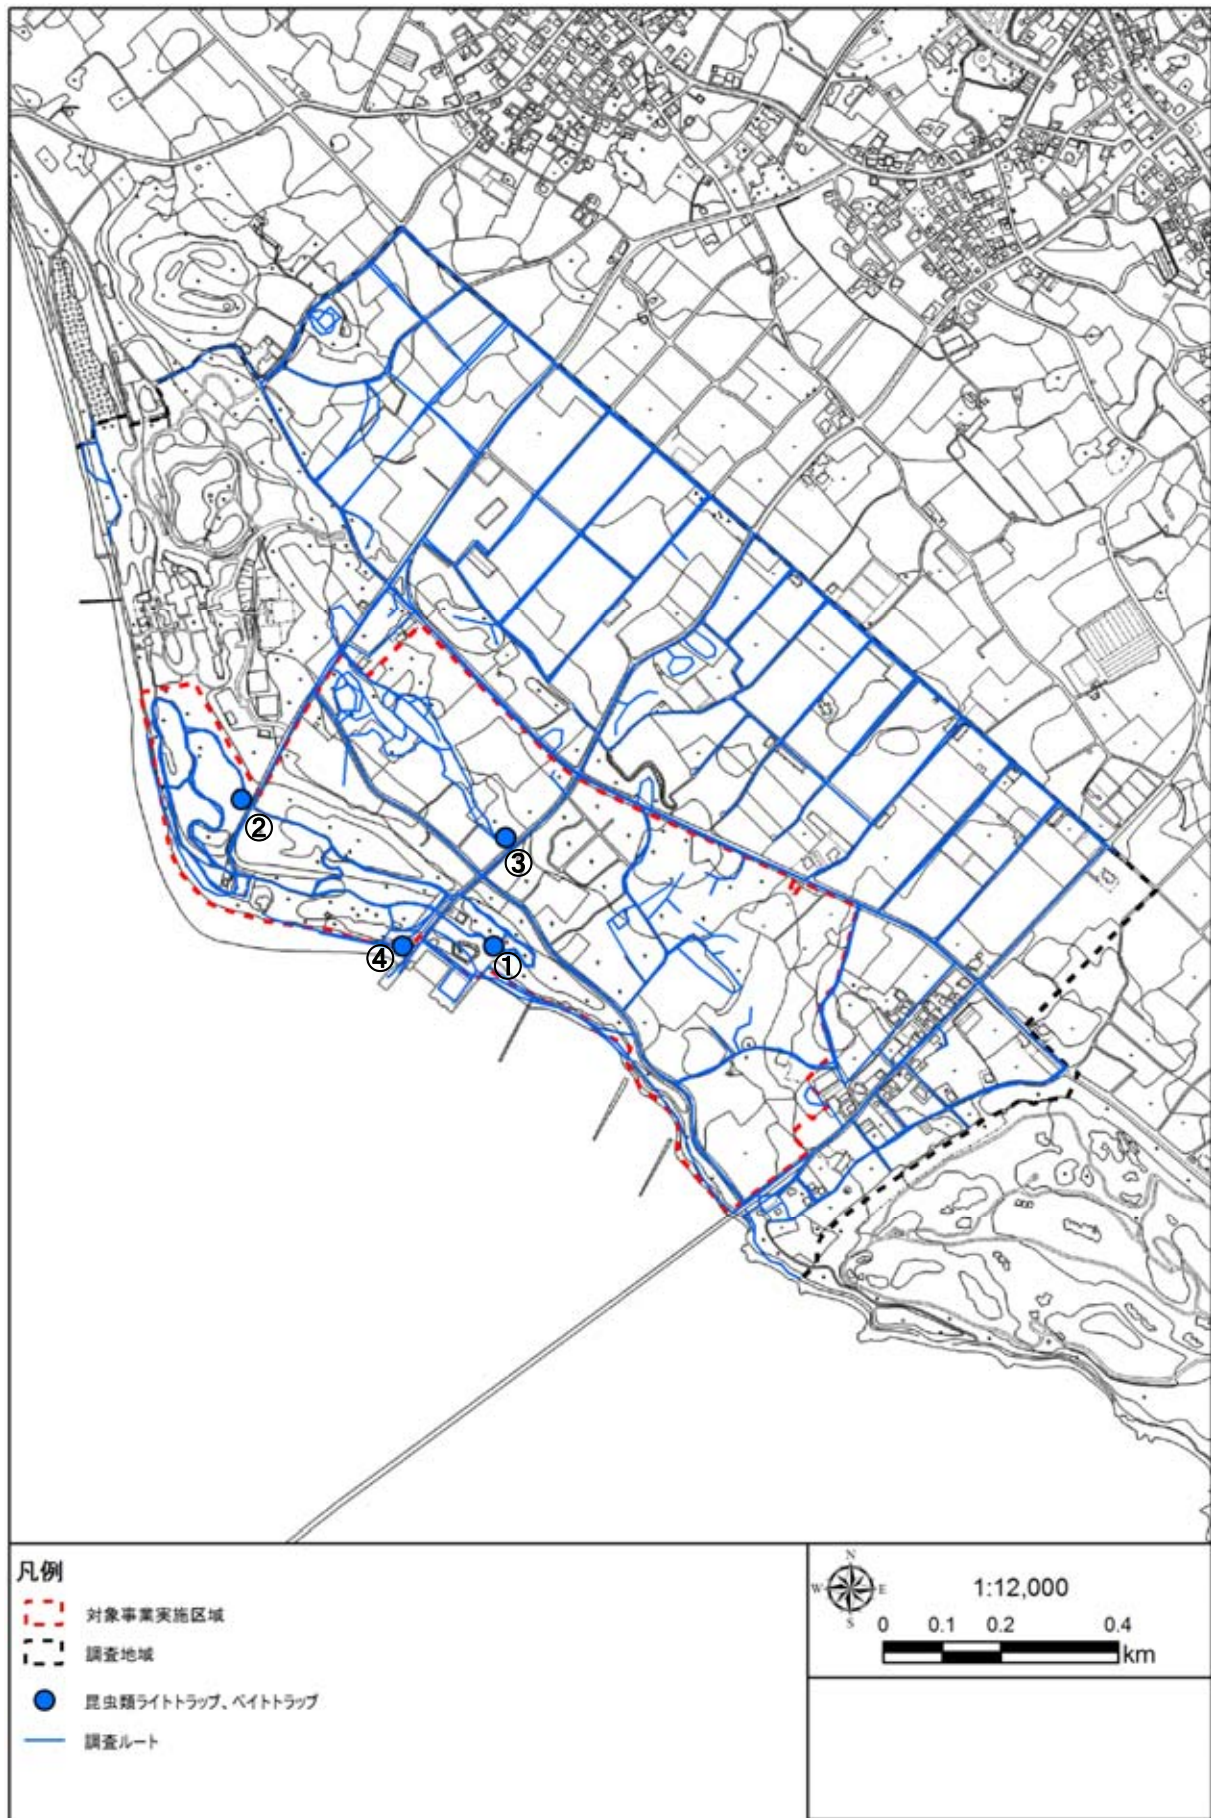 ②
③
④
①
凡例
対象事業実施区域
調査地域
昆虫類ライトトラップ、ベイトトラップ
調査ルート
N
W E
S
1:12,000
0 0.1 0.2 0.4
km